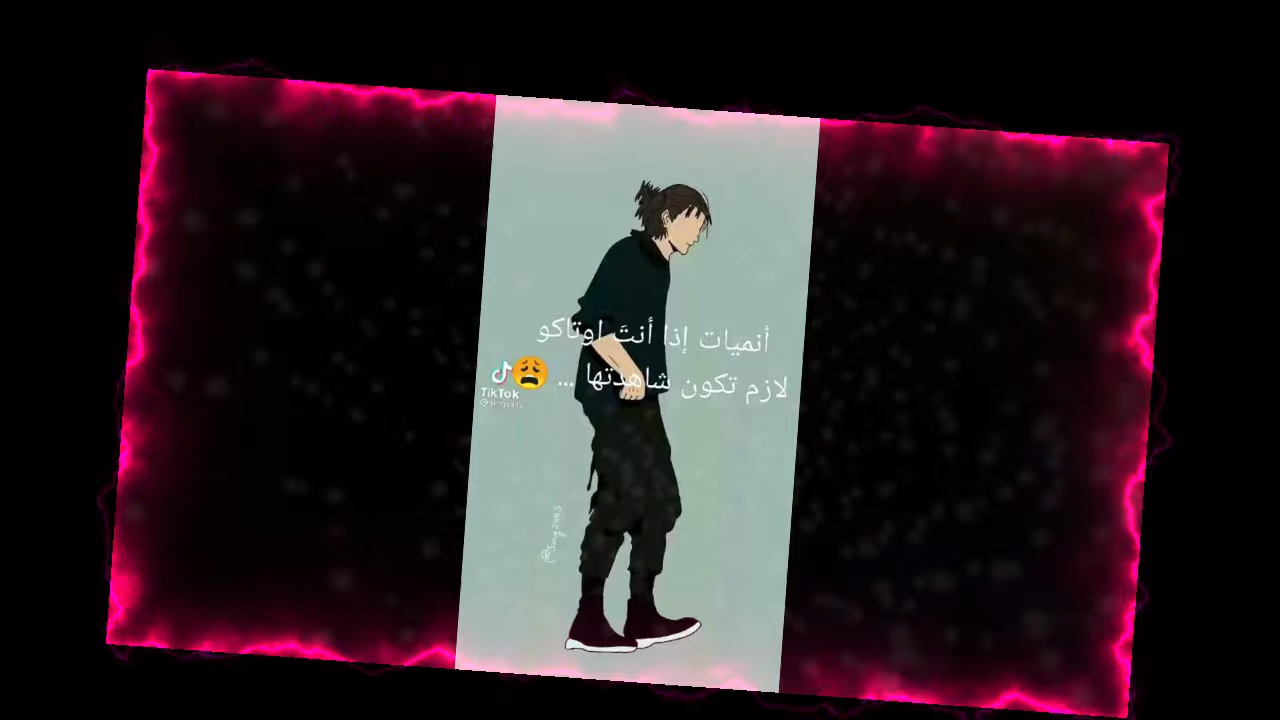 أنميات إذا أنتَ اوتاكو
لازم تكون شاهدتها ... 😩
TikTok